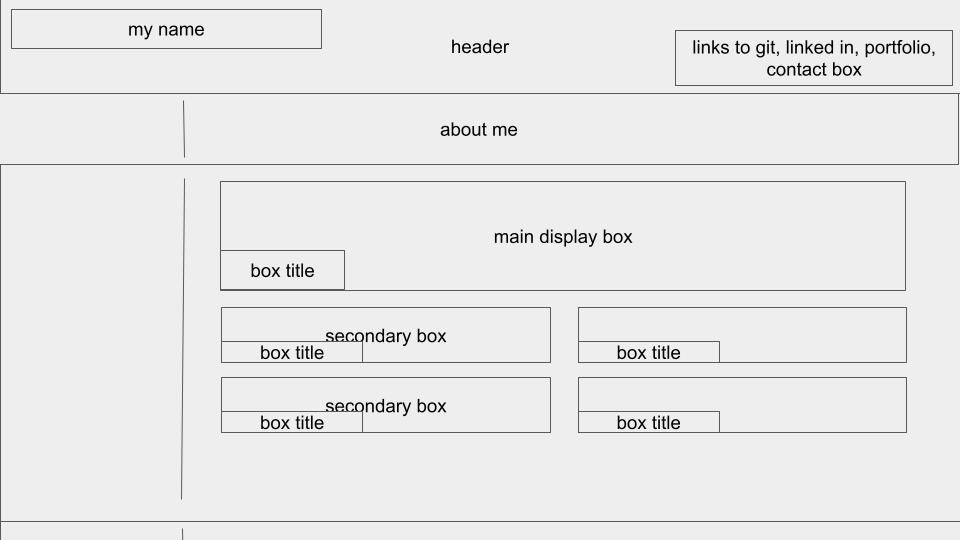 my name
header
links to git, linked in, portfolio,
contact box
about me
main display box
box title
secondary box
box title
box title
secondary box
box title
box title